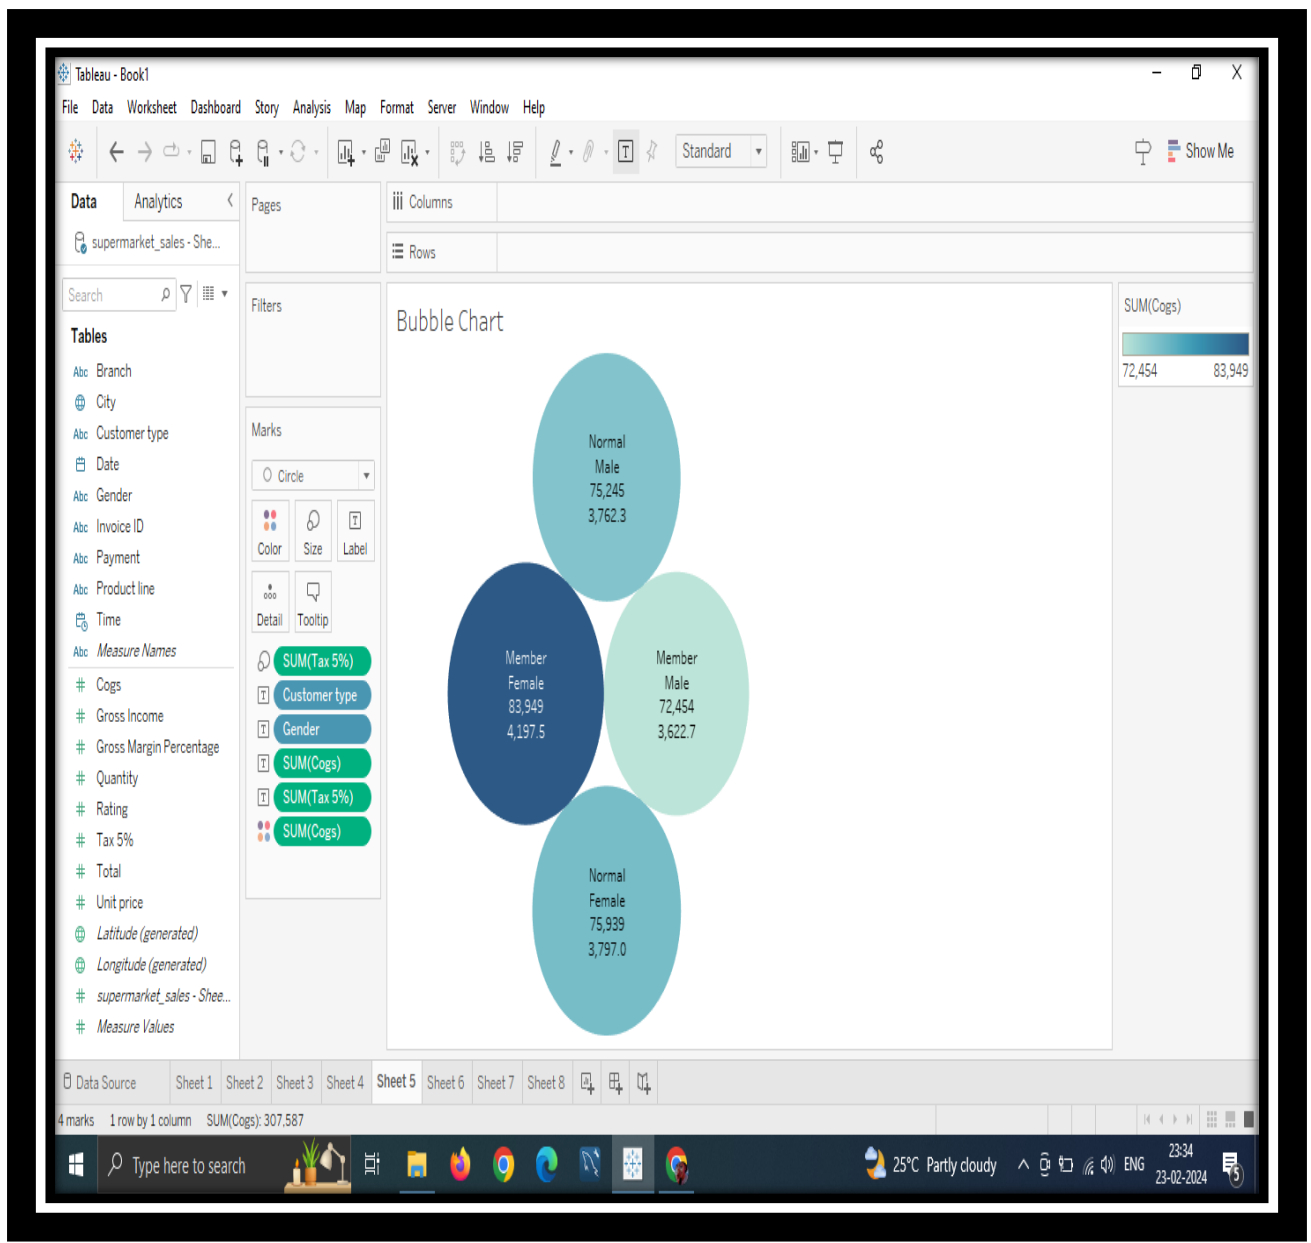 Tableau - Book1
File Data Worksheet Dashboard Story Analysis Map Format Server Window Help
Standard
Show Me
Data Analytics
supermarket_sales - She...
Search
Tables
Abc Branch
City
Abc Customer type
Date
Abc Gender
Abc Invoice ID
Abc Payment
Abc Product line
Time
Abc Measure Names
# Cogs
# Gross Income
# Gross Margin Percentage
# Quantity
# Rating
# Tax 5%
# Total
# Unit price
Latitude (generated)
Longitude (generated)
# supermarket_sales - Shee...
# Measure Values
Pages
Filters
Marks
Circle
Color Size Label
Detail Tooltip
SUM(Tax 5%)
T Customer type
T Gender
T SUM(Cogs)
T SUM(Tax 5%)
SUM(Cogs)
Columns
Rows
Bubble Chart
Normal
Male
75,245
3,762.3
Member
Female
83,949
4,197.5
Member
Male
72,454
3,622.7
Normal
Female
75,939
3,797.0
SUM(Cogs)
72,454 83,949
Data Source Sheet 1 Sheet 2 Sheet 3 Sheet 4 Sheet 5 Sheet 6 Sheet 7 Sheet 8
4 marks 1 row by 1 column SUM(Cogs): 307,587
Type here to search
25°C Partly cloudy
ENG
23:34
23-02-2024
5